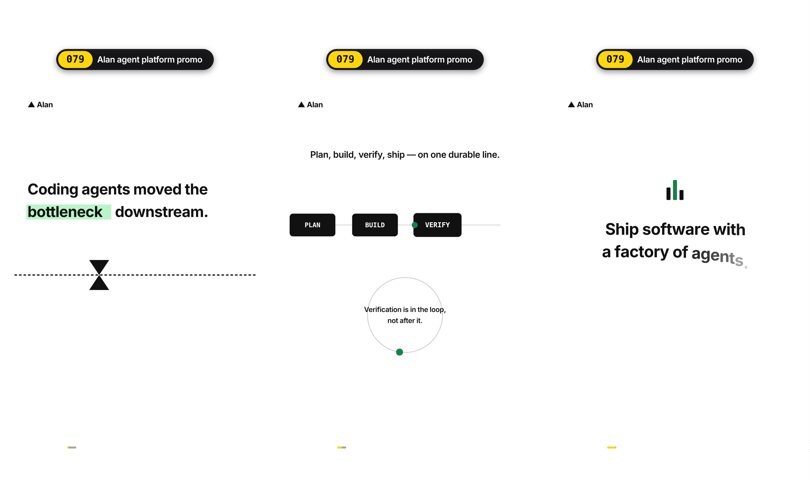 079 Alan agent platform promo
Alan
Coding agents moved the
bottleneck downstream.
079 Alan agent platform promo
Alan
Plan, build, verify, ship — on one durable line.
PLAN
BUILD
VERIFY
Verification is in the loop,
not after it.
079 Alan agent platform promo
Alan
Ship software with
a factory of agents.